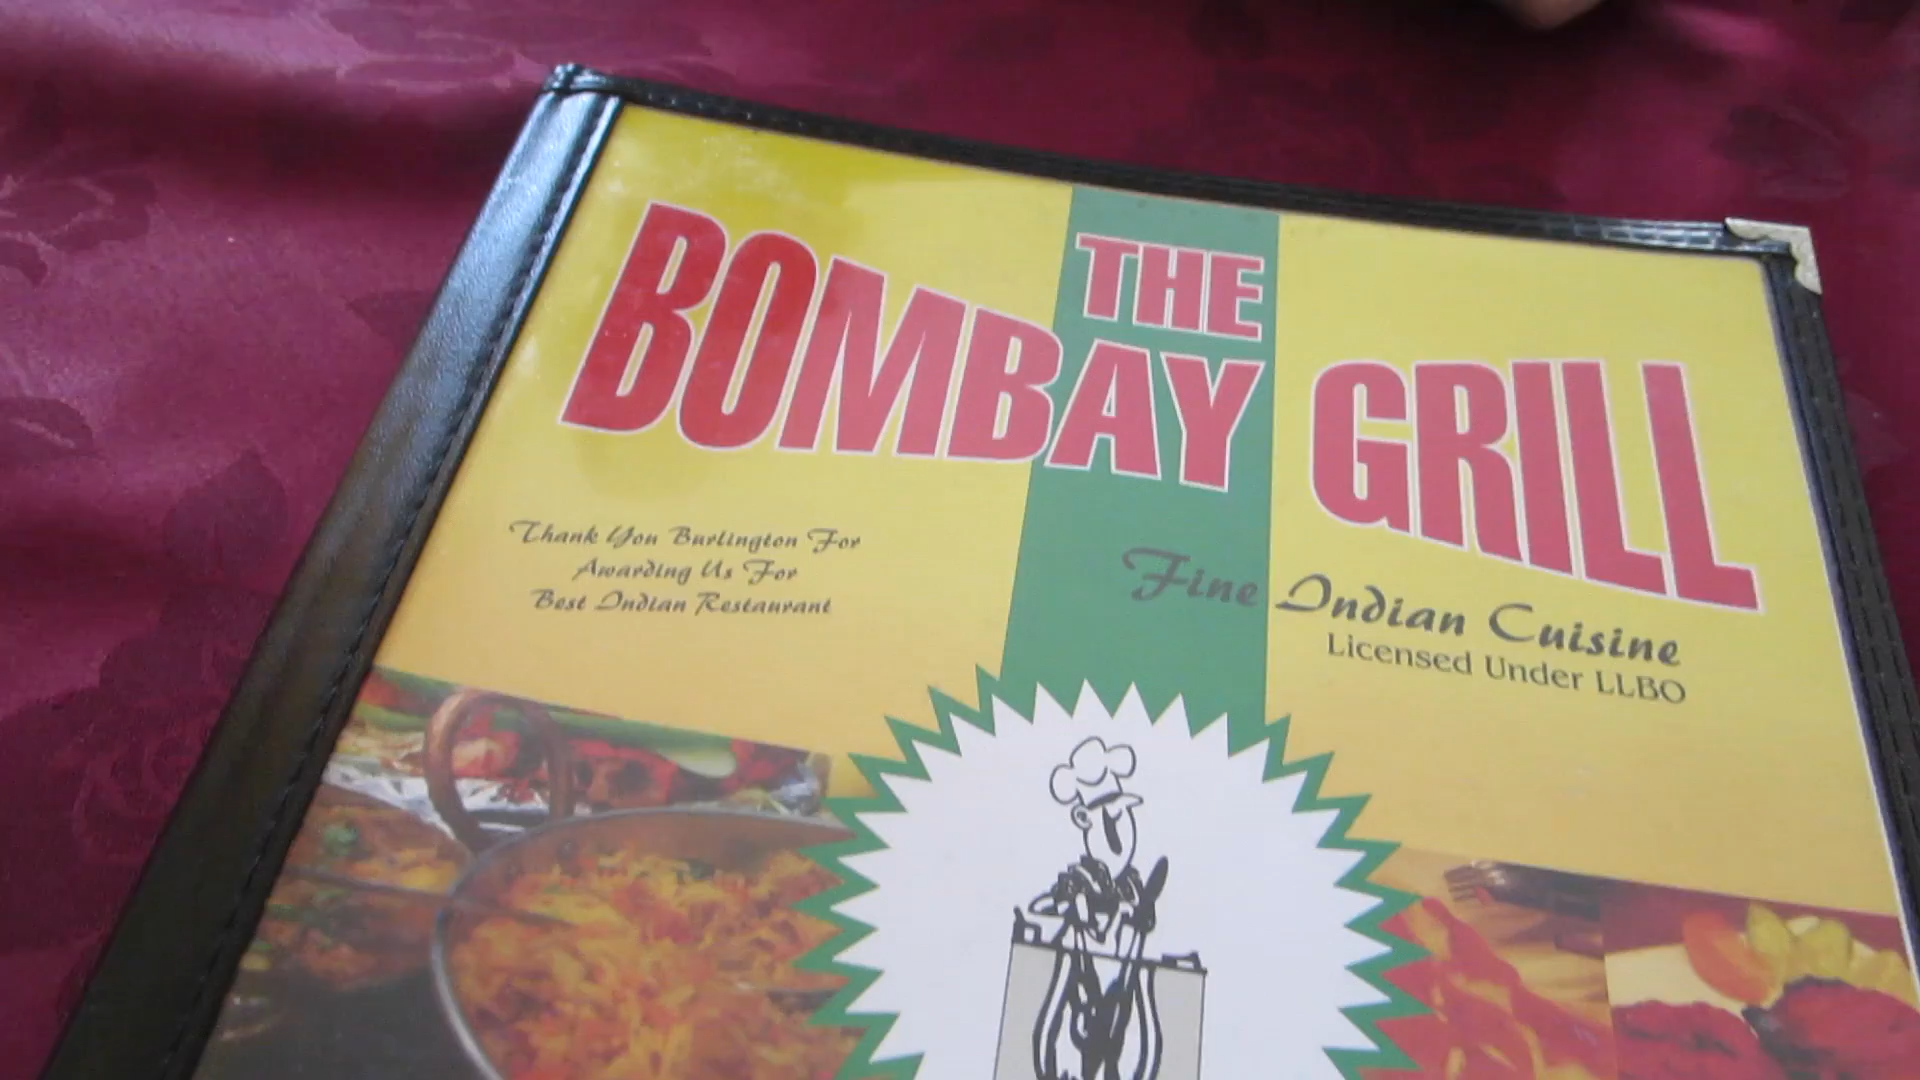 THE
BOMBAY GRILL
Thank You Burlington For
Awarding Us For
Best Indian Restaurant
Fine Indian Cuisine
Licensed Under LLBO